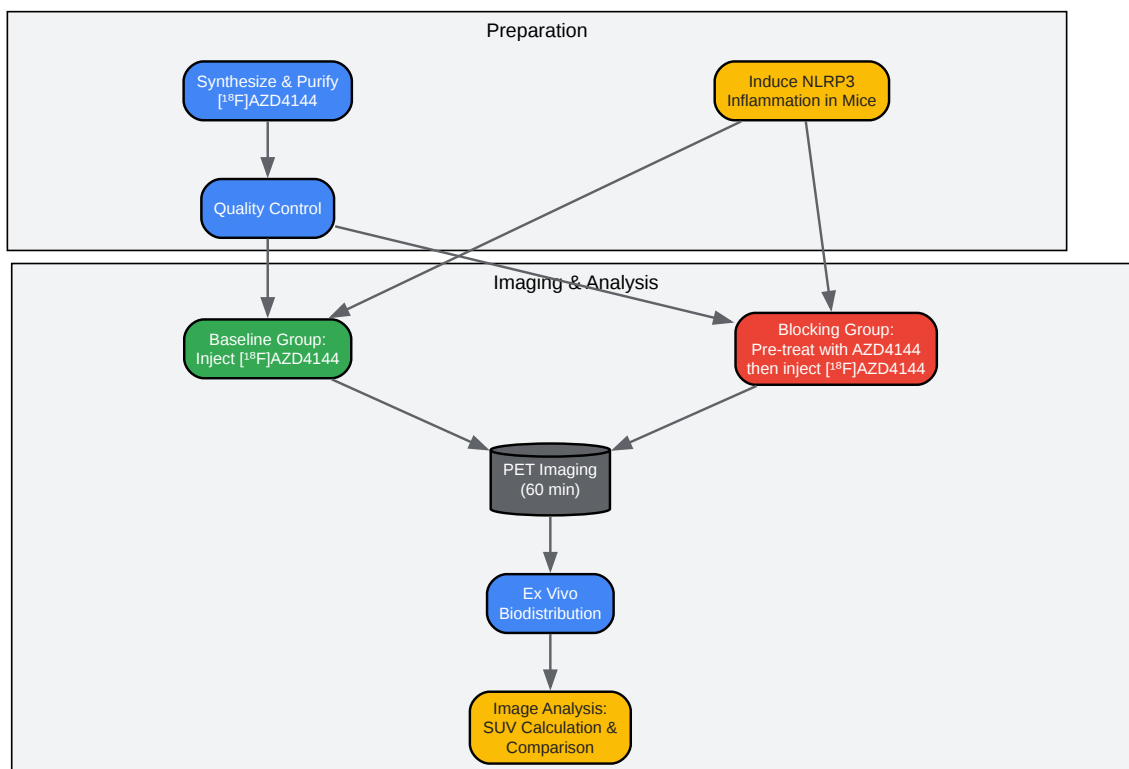 Preparation
Synthesize & Purify
[¹⁸F]AZD4144
Induce NLRP3
Inflammation in Mice
Quality Control
Imaging & Analysis
Baseline Group:
Inject [¹⁸F]AZD4144
Blocking Group:
Pre-treat with AZD4144
then inject [¹⁸F]AZD4144
PET Imaging
(60 min)
Ex Vivo
Biodistribution
Image Analysis:
SUV Calculation &
Comparison